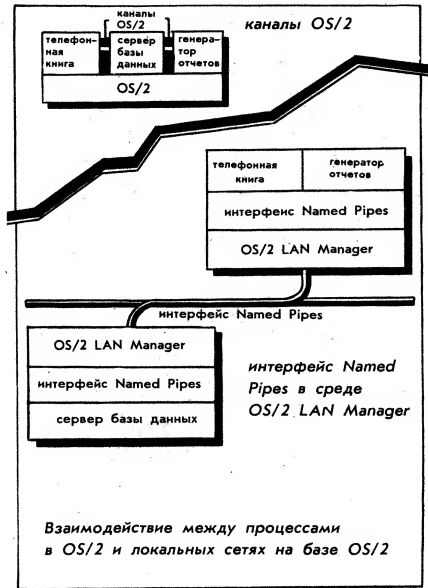 каналы
OS/2
каналы OS/2
телефон-
ная
книга
сервер
базы
данных
генера-
тор
отчетов
OS/2
телефонная
книга
генератор
отчетов
интерфейс Named Pipes
OS/2 LAN Manager
интерфейс Named Pipes
OS/2 LAN Manager
интерфейс Named Pipes
сервер базы данных
интерфейс Named
Pipes в среде
OS/2 LAN Manager
Взаимодействие между процессами
в OS/2 и локальных сетях на базе OS/2